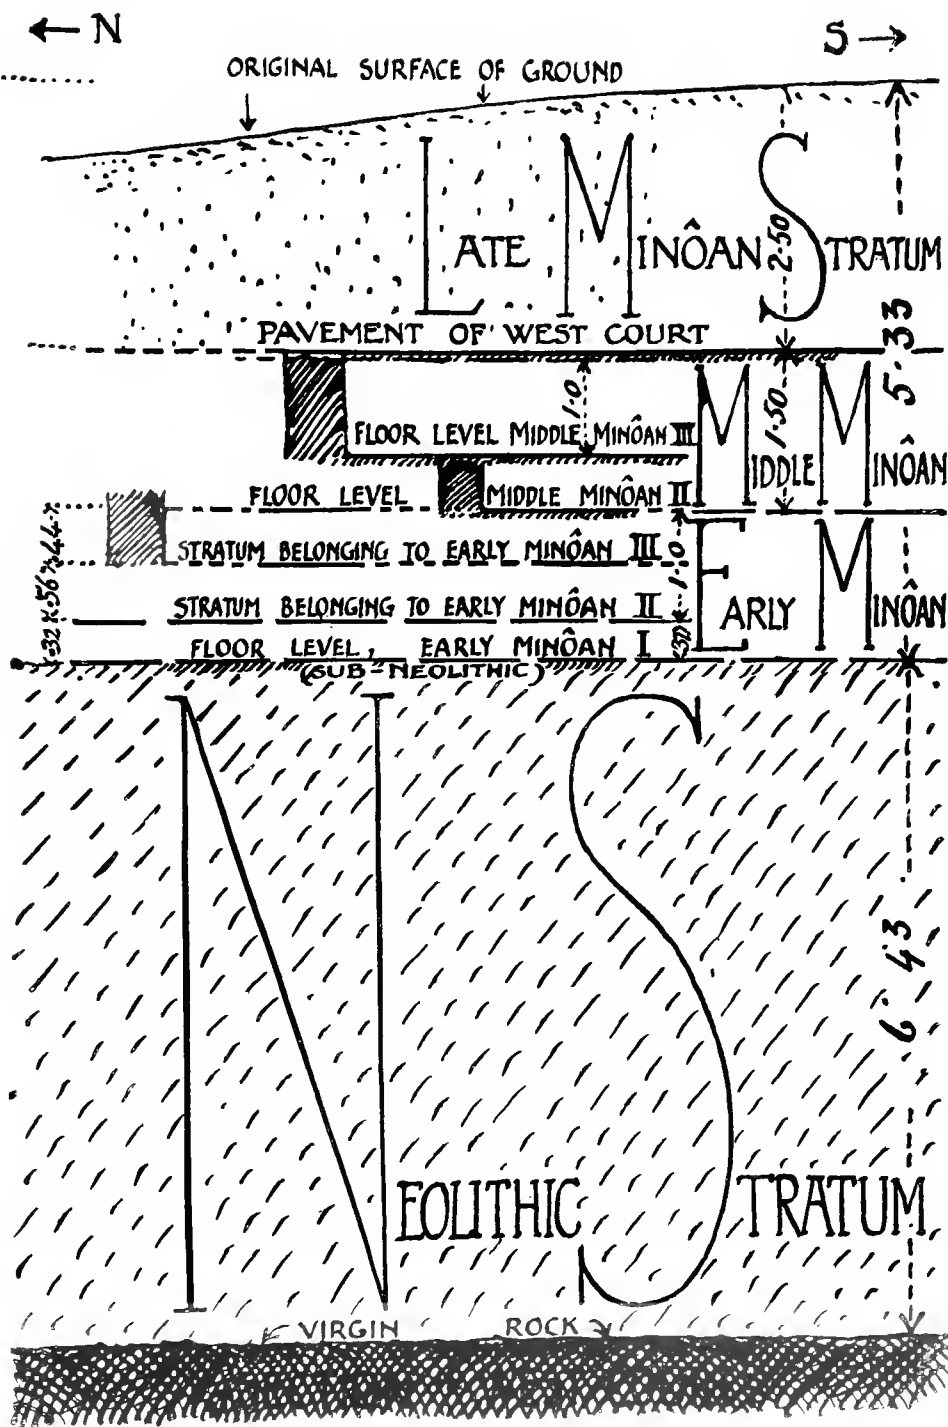 ← N
S →
ORIGINAL SURFACE OF GROUND
LATE MINÔAN STRATUM
2·50
5·33
PAVEMENT OF WEST COURT
1·0
1·50
FLOOR LEVEL MIDDLE MINÔAN III
MIDDLE MINÔAN
FLOOR LEVEL MIDDLE MINÔAN II
·44
STRATUM BELONGING TO EARLY MINÔAN III
1·0
·56
STRATUM BELONGING TO EARLY MINÔAN II
EARLY MINÔAN
·32
FLOOR LEVEL, EARLY MINÔAN I
(SUB-NEOLITHIC)
6·43
NEOLITHIC STRATUM
VIRGIN ROCK